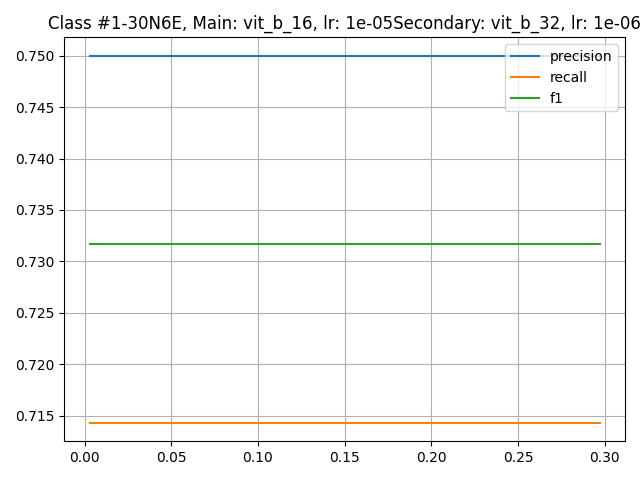 Class #1-30N6E, Main: vit_b_16, lr: 1e-05Secondary: vit_b_32, lr: 1e-06
precision
recall
f1
0.750
0.745
0.740
0.735
0.730
0.725
0.720
0.715
0.00 0.05 0.10 0.15 0.20 0.25 0.30